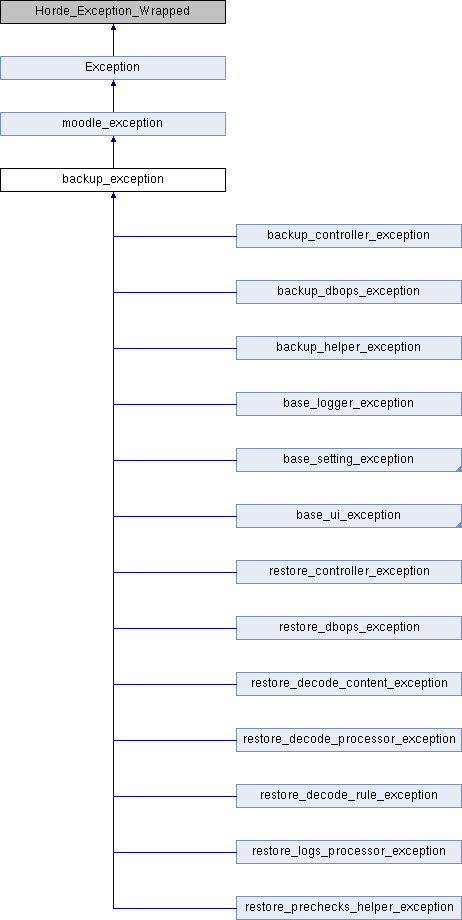 Horde_Exception_Wrapped
Exception
moodle_exception
backup_exception
backup_controller_exception
backup_dbops_exception
backup_helper_exception
base_logger_exception
base_setting_exception
base_ui_exception
restore_controller_exception
restore_dbops_exception
restore_decode_content_exception
restore_decode_processor_exception
restore_decode_rule_exception
restore_logs_processor_exception
restore_prechecks_helper_exception